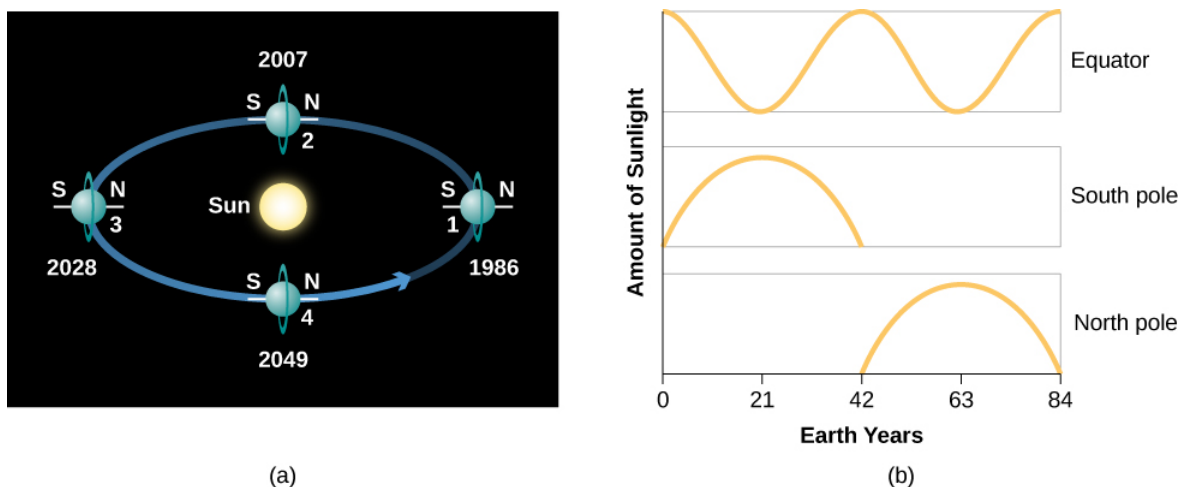 2007
S N
2
S N
Sun
S N
3
1
2028
1986
S N
4
2049
(a)
Amount of Sunlight
Equator
South pole
North pole
0 21 42 63 84
Earth Years
(b)